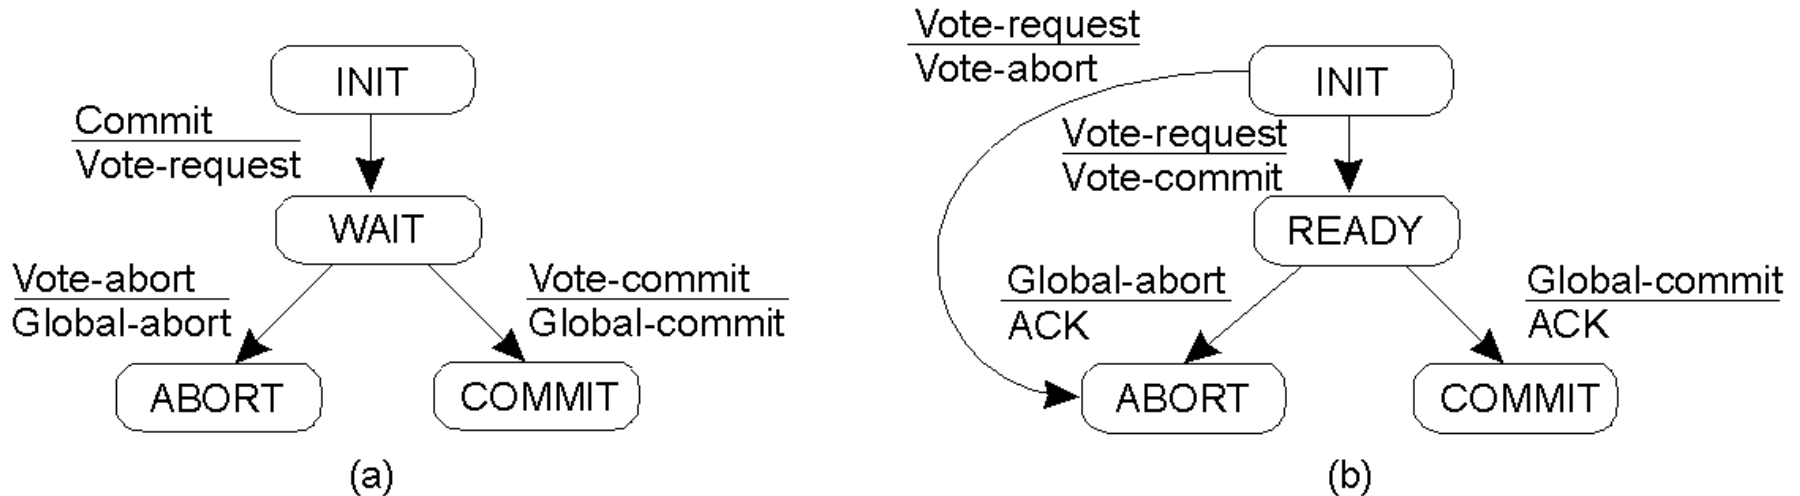 INIT
Commit
Vote-request
WAIT
Vote-abort
Global-abort
Vote-commit
Global-commit
ABORT
COMMIT
(a)
Vote-request
Vote-abort
INIT
Vote-request
Vote-commit
READY
Global-abort
ACK
Global-commit
ACK
ABORT
COMMIT
(b)